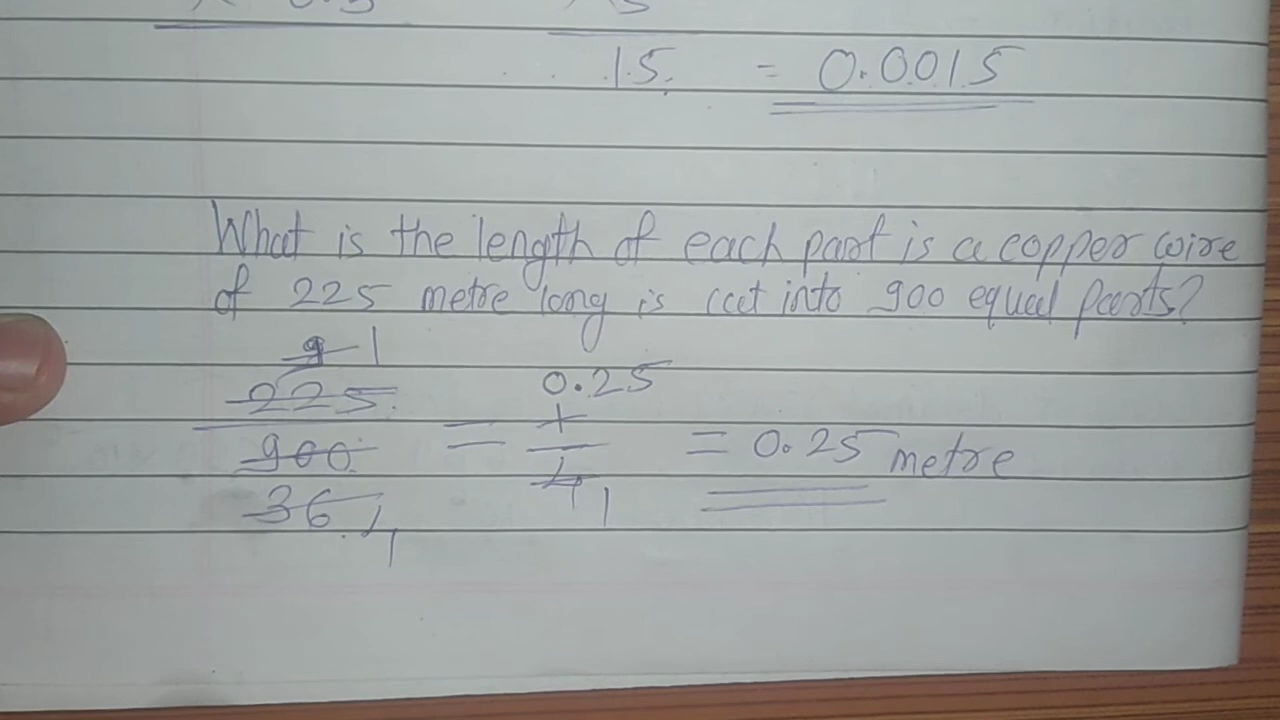 15. = 0.0015
What is the length of each part is a copper wire
of 225 metre long is cut into 900 equal parts?
9 1
225 0.25
900 = 1/4 = 0.25 metre
36 4 1 1